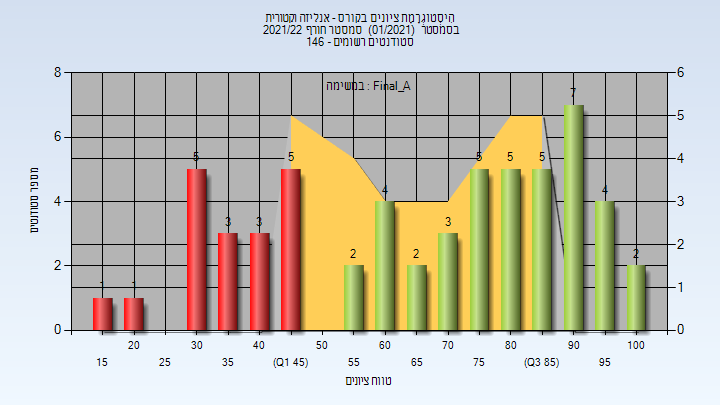 היסטוגרמת ציונים בקורס - אנליזה וקטורית
בסמסטר (01/2021) סמסטר חורף 2021/22
סטודנטים רשומים - 146
במשימה : Final_A
מספר סטודנטים
8 6 4 2 0
6 5 4 3 2 1 0
1 1 5 3 3 5 2 4 2 3 5 5 5 7 4 2
20 30 40 50 60 70 80 90 100
15 25 35 (Q1 45) 55 65 75 (Q3 85) 95
טווח ציונים